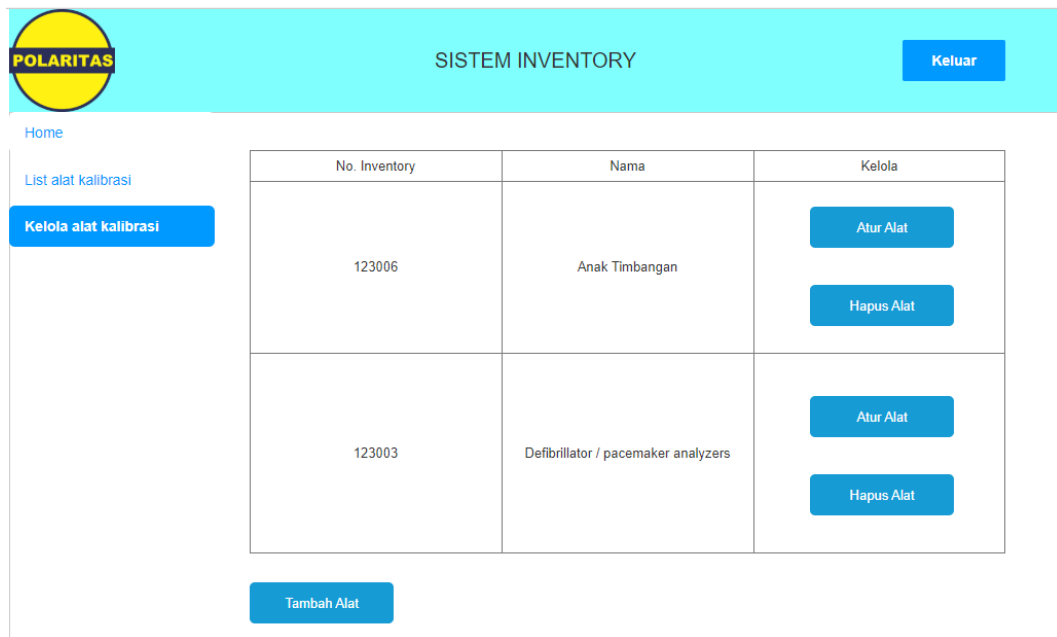 POLARITAS
SISTEM INVENTORY
Keluar
Home
List alat kalibrasi
Kelola alat kalibrasi
No. Inventory Nama Kelola
123006 Anak Timbangan
Atur Alat
Hapus Alat
123003 Defibrillator / pacemaker analyzers
Atur Alat
Hapus Alat
Tambah Alat